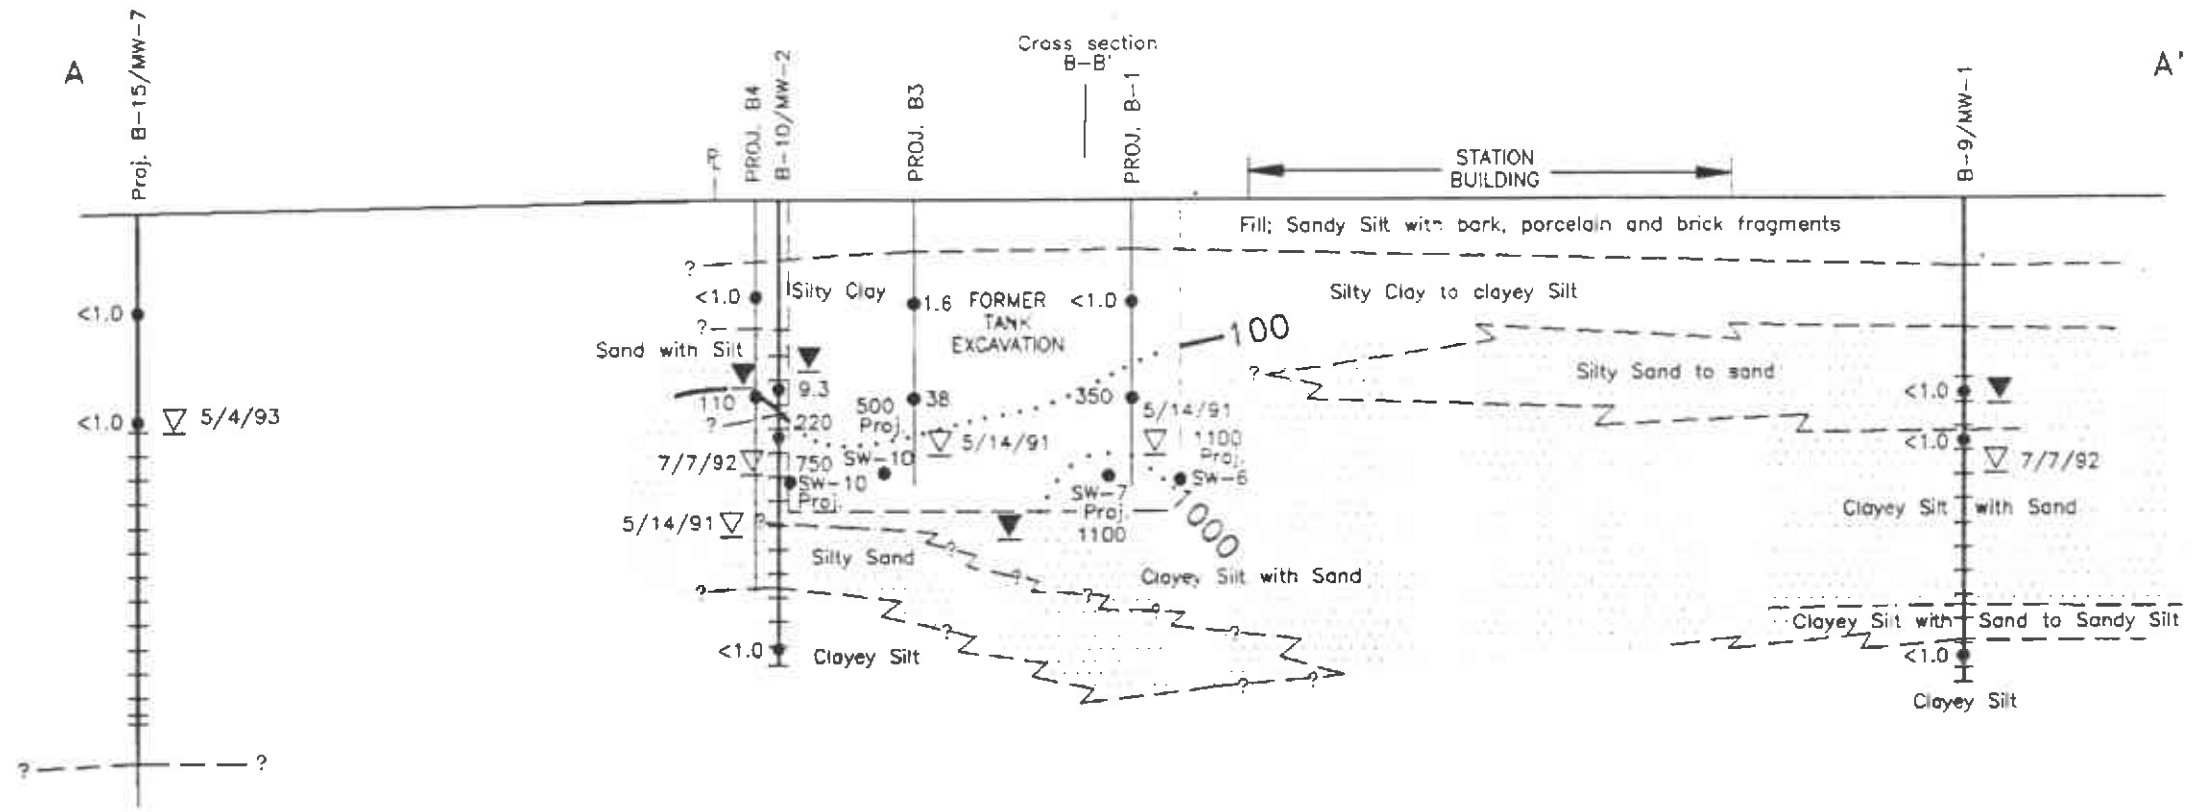 A
Proj. B-15/MW-7
PROJ. B4
B-10/MW-2
PROJ. B3
Cross section
B-B'
PROJ. B-1
STATION
BUILDING
B-9/MW-1
A'
Fill; Sandy Silt with bark, porcelain and brick fragments
?
<1.0
Silty Clay
1.6
FORMER
TANK
EXCAVATION
<1.0
Silty Clay to clayey Silt
<1.0
?
100
Sand with Silt
?
Silty Sand to sand
<1.0
5/4/93
110
9.3
500
Proj.
38
350
5/14/91
<1.0
?
220
5/14/91
1100
Proj.
<1.0
7/7/92
750
SW-10
SW-10
Proj.
SW-7
Proj.
1100
SW-6
7/7/92
1000
Clayey Silt with Sand
5/14/91
?
Silty Sand
?
?
Clayey Silt with Sand
?
?
?
?
Clayey Silt with Sand to Sandy Silt
?
<1.0
Clayey Silt
<1.0
?
?
Clayey Silt
?
?